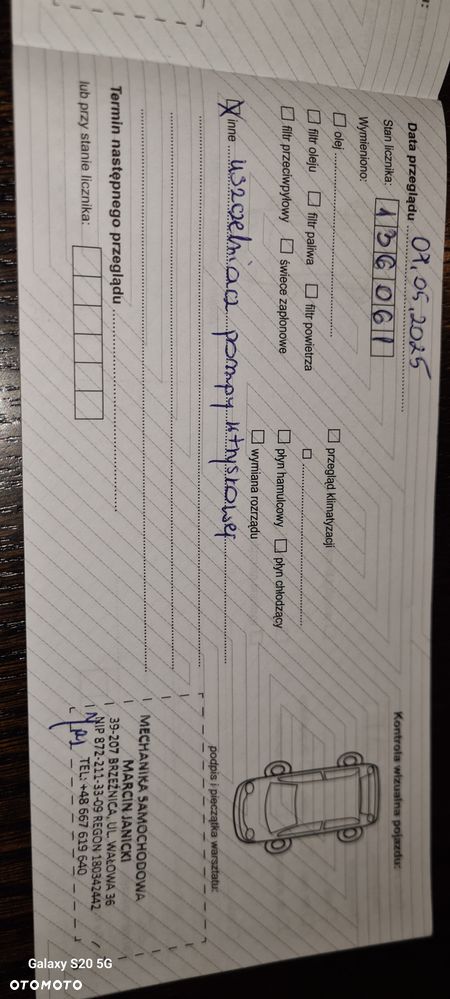 Data przeglądu 09.05.2025
Stan licznika: 136061
Wymieniono:
olej
filtr oleju filtr paliwa filtr powietrza
filtr przeciwpyłowy świece zapłonowe
X inne uszczelniacz pompy wtryskowej
przegląd klimatyzacji
płyn hamulcowy płyn chłodzący
wymiana rozrządu
Termin następnego przeglądu
lub przy stanie licznika:
Kontrola wizualna pojazdu:
podpis i pieczątka warsztatu:
MECHANIKA SAMOCHODOWA
MARCIN JANICKI
39-207 BRZEŹNICA, UL. WAŁOWA 36
NIP 872-211-33-09 REGON 180342442
TEL: +48 667 619 640
Galaxy S20 5G
OTOMOTO